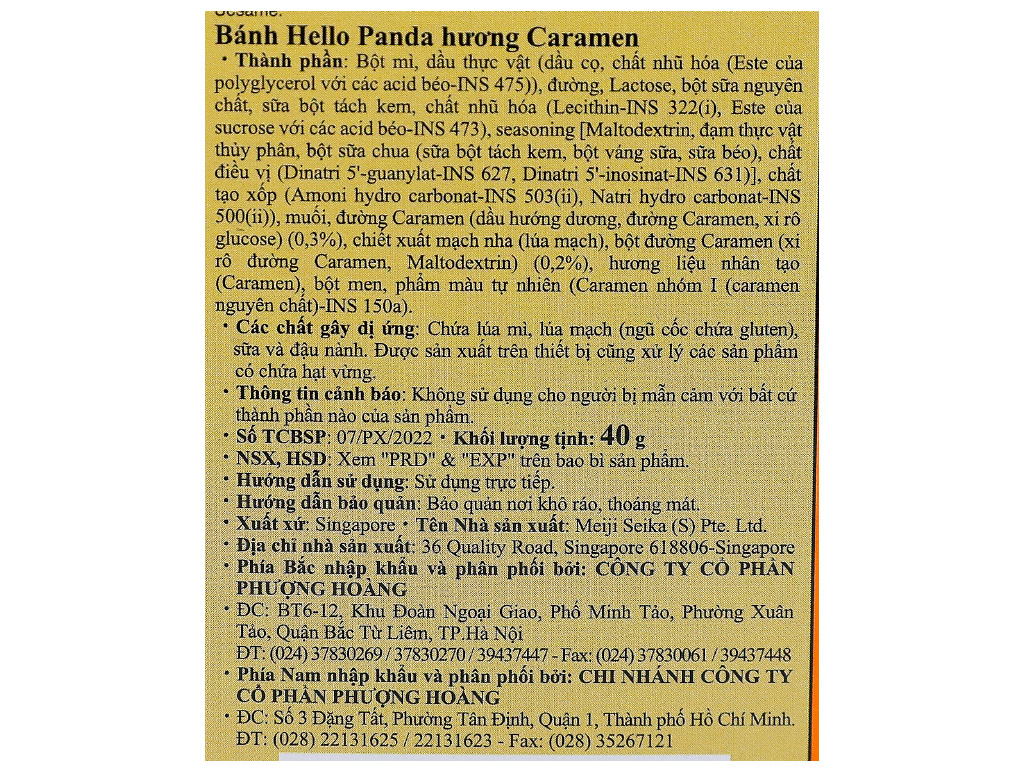 Sesame.
Bánh Hello Panda hương Caramen
• Thành phần: Bột mì, dầu thực vật (dầu cọ, chất nhũ hóa (Este của
polyglycerol với các acid béo-INS 475)), đường, Lactose, bột sữa nguyên
chất, sữa bột tách kem, chất nhũ hóa (Lecithin-INS 322(i), Este của
sucrose với các acid béo-INS 473), seasoning [Maltodextrin, đạm thực vật
thủy phân, bột sữa chua (sữa bột tách kem, bột váng sữa, sữa béo), chất
điều vị (Dinatri 5'-guanylat-INS 627, Dinatri 5'-inosinat-INS 631)], chất
tạo xốp (Amoni hydro carbonat-INS 503(ii), Natri hydro carbonat-INS
500(ii)), muối, đường Caramen (dầu hướng dương, đường Caramen, xi rô
glucose) (0,3%), chiết xuất mạch nha (lúa mạch), bột đường Caramen (xi
rô đường Caramen, Maltodextrin) (0,2%), hương liệu nhân tạo
(Caramen), bột men, phẩm màu tự nhiên (Caramen nhóm I (caramen
nguyên chất)-INS 150a).
• Các chất gây dị ứng: Chứa lúa mì, lúa mạch (ngũ cốc chứa gluten),
sữa và đậu nành. Được sản xuất trên thiết bị cũng xử lý các sản phẩm
có chứa hạt vừng.
• Thông tin cảnh báo: Không sử dụng cho người bị mẫn cảm với bất cứ
thành phần nào của sản phẩm.
• Số TCBSP: 07/PX/2022 • Khối lượng tịnh: 40 g
• NSX, HSD: Xem "PRD" & "EXP" trên bao bì sản phẩm.
• Hướng dẫn sử dụng: Sử dụng trực tiếp.
• Hướng dẫn bảo quản: Bảo quản nơi khô ráo, thoáng mát.
• Xuất xứ: Singapore • Tên Nhà sản xuất: Meiji Seika (S) Pte. Ltd.
• Địa chỉ nhà sản xuất: 36 Quality Road, Singapore 618806-Singapore
• Phía Bắc nhập khẩu và phân phối bởi: CÔNG TY CỔ PHẦN
PHƯỢNG HOÀNG
• ĐC: BT6-12, Khu Đoàn Ngoại Giao, Phố Minh Tảo, Phường Xuân
Tảo, Quận Bắc Từ Liêm, TP.Hà Nội
ĐT: (024) 37830269 / 37830270 / 39437447 - Fax: (024) 37830061 / 39437448
• Phía Nam nhập khẩu và phân phối bởi: CHI NHÁNH CÔNG TY
CỔ PHẦN PHƯỢNG HOÀNG
• ĐC: Số 3 Đặng Tất, Phường Tân Định, Quận 1, Thành phố Hồ Chí Minh.
ĐT: (028) 22131625 / 22131623 - Fax: (028) 35267121